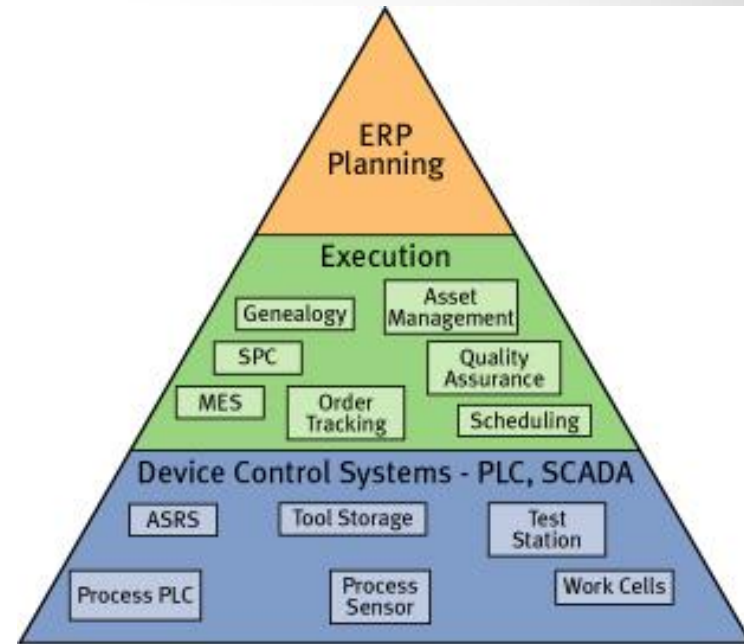 ERP
Planning
Execution
Genealogy
Asset
Management
SPC
Quality
Assurance
MES
Order
Tracking
Scheduling
Device Control Systems - PLC, SCADA
ASRS
Tool Storage
Test
Station
Process PLC
Process
Sensor
Work Cells